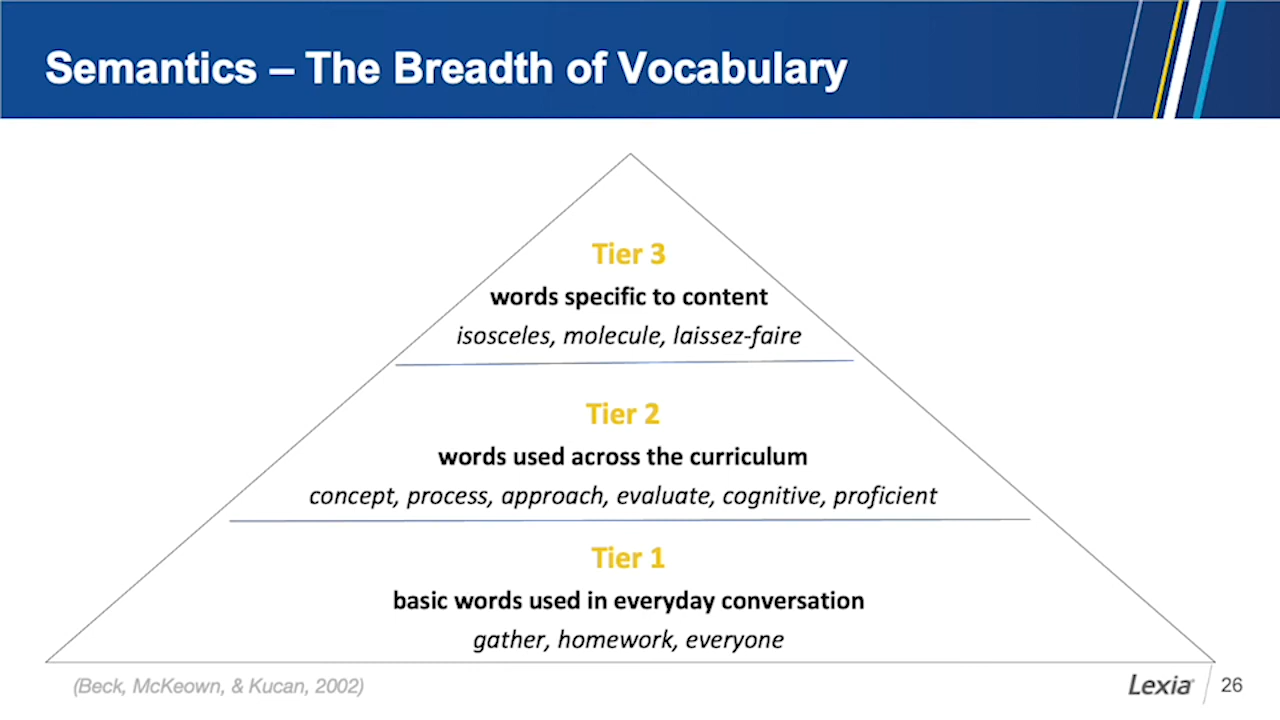 Semantics – The Breadth of Vocabulary
Tier 3
words specific to content
isosceles, molecule, laissez-faire
Tier 2
words used across the curriculum
concept, process, approach, evaluate, cognitive, proficient
Tier 1
basic words used in everyday conversation
gather, homework, everyone
(Beck, McKeown, & Kucan, 2002)
Lexia® 26